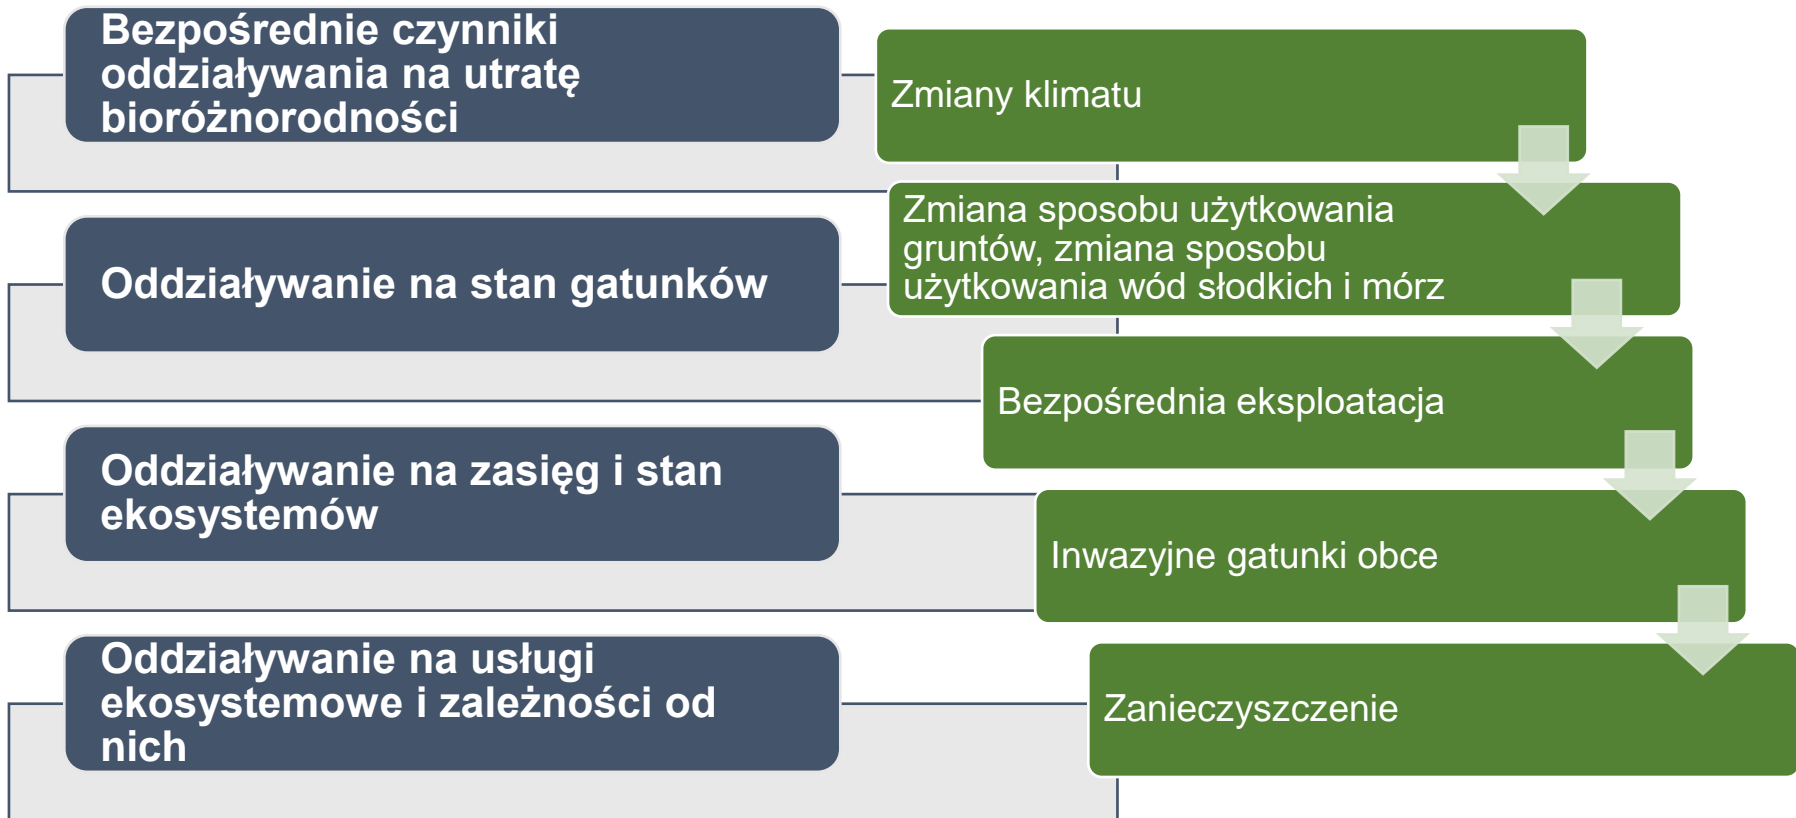 Bezpośrednie czynniki
oddziaływania na utratę
bioróżnorodności
Oddziaływanie na stan gatunków
Oddziaływanie na zasięg i stan
ekosystemów
Oddziaływanie na usługi
ekosystemowe i zależności od
nich
Zmiany klimatu
Zmiana sposobu użytkowania
gruntów, zmiana sposobu
użytkowania wód słodkich i mórz
Bezpośrednia eksploatacja
Inwazyjne gatunki obce
Zanieczyszczenie